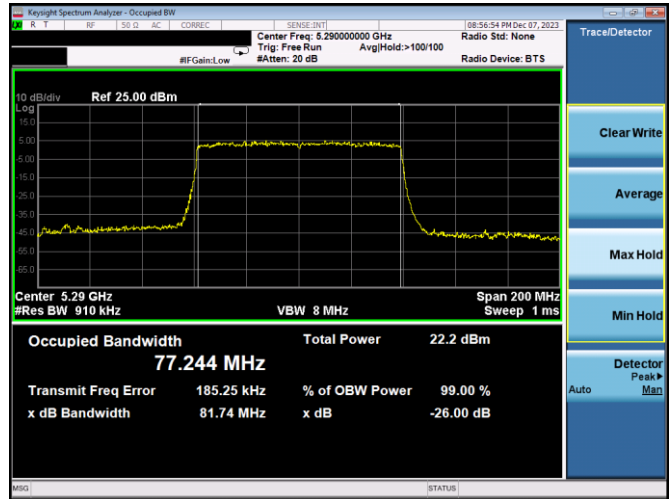 Keysight Spectrum Analyzer - Occupied BW
R T RF 50 Ω AC CORREC SENSE:INT 08:56:54 PM Dec 07, 2023
Center Freq: 5.290000000 GHz Radio Std: None
Trig: Free Run Avg|Hold:>100/100
#IFGain:Low #Atten: 20 dB Radio Device: BTS
10 dB/div Ref 25.00 dBm
Log
15.0
5.00
-5.00
-15.0
-25.0
-35.0
-45.0
-55.0
-65.0
Center 5.29 GHz Span 200 MHz
#Res BW 910 kHz VBW 8 MHz Sweep 1 ms
Occupied Bandwidth Total Power 22.2 dBm
77.244 MHz
Transmit Freq Error 185.25 kHz % of OBW Power 99.00 %
x dB Bandwidth 81.74 MHz x dB -26.00 dB
MSG STATUS
Trace/Detector
Clear Write
Average
Max Hold
Min Hold
Detector
Peak▶
Auto Man